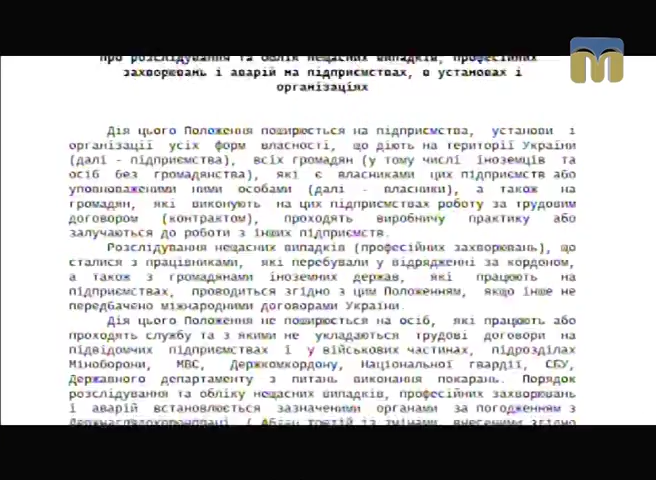 про розслідування та облік нещасних випадків, професійних
захворювань і аварій на підприємствах, в установах і
організаціях
Дія цього Положення поширюється на підприємства, установи і
організації усіх форм власності, що діють на території України
(далі - підприємства), всіх громадян (у тому числі іноземців та
осіб без громадянства), які є власниками цих підприємств або
уповноваженими ними особами (далі - власники), а також на
громадян, які виконують на цих підприємствах роботу за трудовим
договором (контрактом), проходять виробничу практику або
залучаються до роботи з інших підприємств.
Розслідування нещасних випадків (професійних захворювань), що
сталися з працівниками, які перебували у відрядженні за кордоном,
а також з громадянами іноземних держав, які працюють на
підприємствах, проводиться згідно з цим Положенням, якщо інше не
передбачено міжнародними договорами України.
Дія цього Положення не поширюється на осіб, які працюють або
проходять службу та з якими не укладаються трудові договори на
підвідомчих підприємствах і у військових частинах, підрозділах
Міноборони, МВС, Держкомкордону, Національної гвардії, СБУ,
Державного департаменту з питань виконання покарань. Порядок
розслідування та обліку нещасних випадків, професійних захворювань
і аварій встановлюється зазначеними органами за погодженням з
Держнаглядохоронпраці. ( Абзац третій із змінами, внесеними згідно